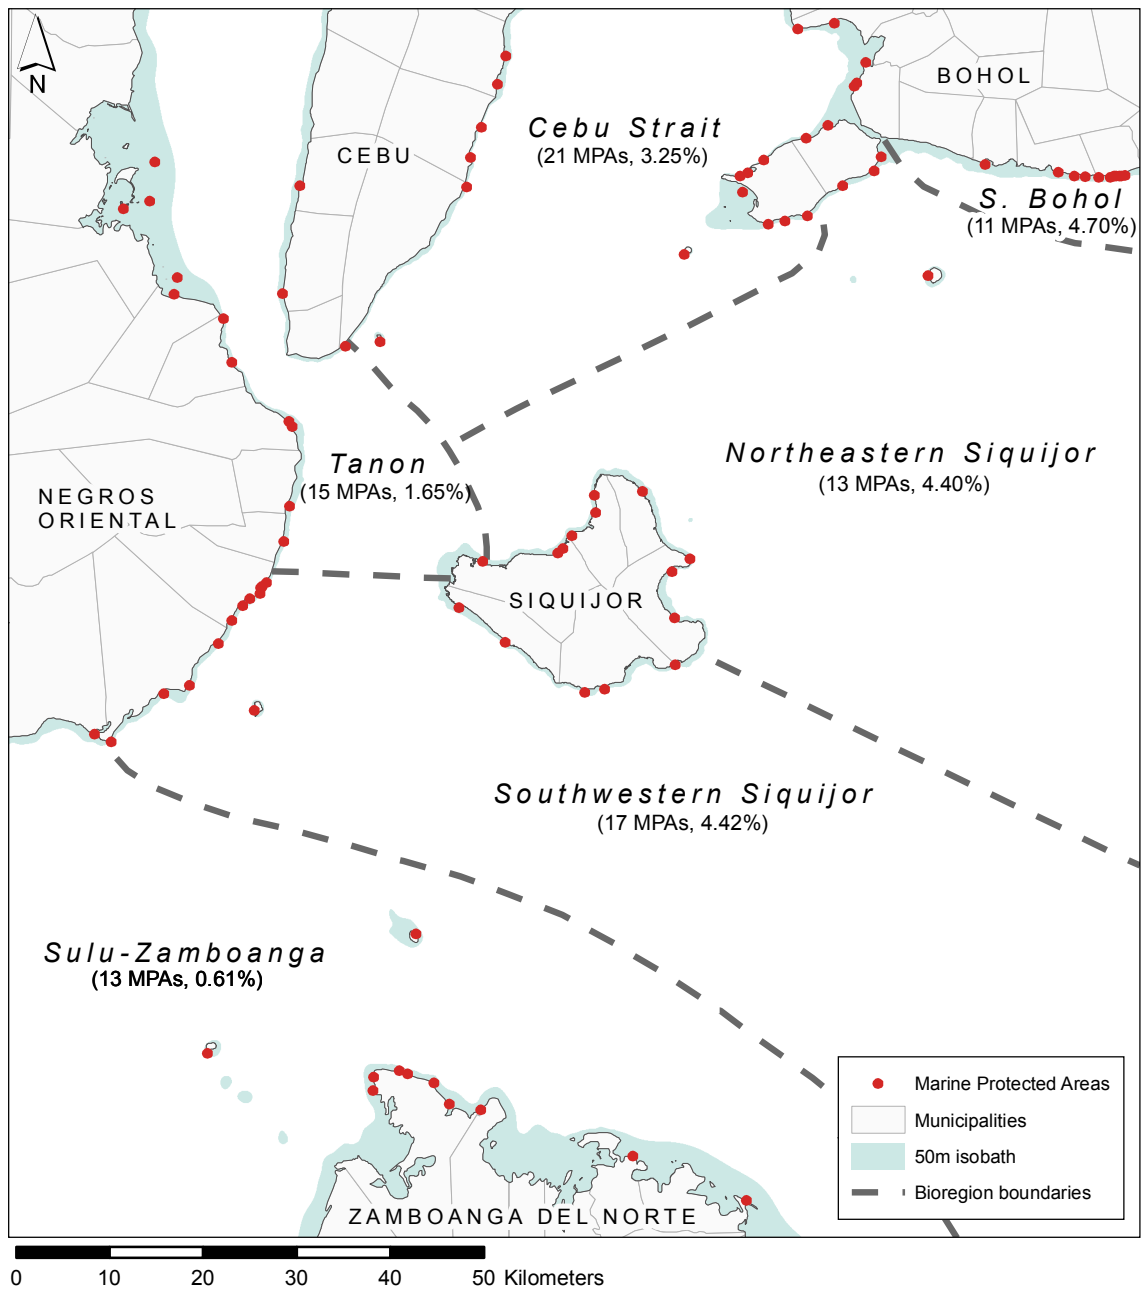 N
BOHOL
Cebu Strait
(21 MPAs, 3.25%)
CEBU
S. Bohol
(11 MPAs, 4.70%)
Northeastern Siquijor
(13 MPAs, 4.40%)
Tanon
(15 MPAs, 1.65%)
NEGROS
ORIENTAL
SIQUIJOR
Southwestern Siquijor
(17 MPAs, 4.42%)
Sulu-Zamboanga
(13 MPAs, 0.61%)
Marine Protected Areas
Municipalities
50m isobath
Bioregion boundaries
ZAMBOANGA DEL NORTE
0 10 20 30 40 50 Kilometers